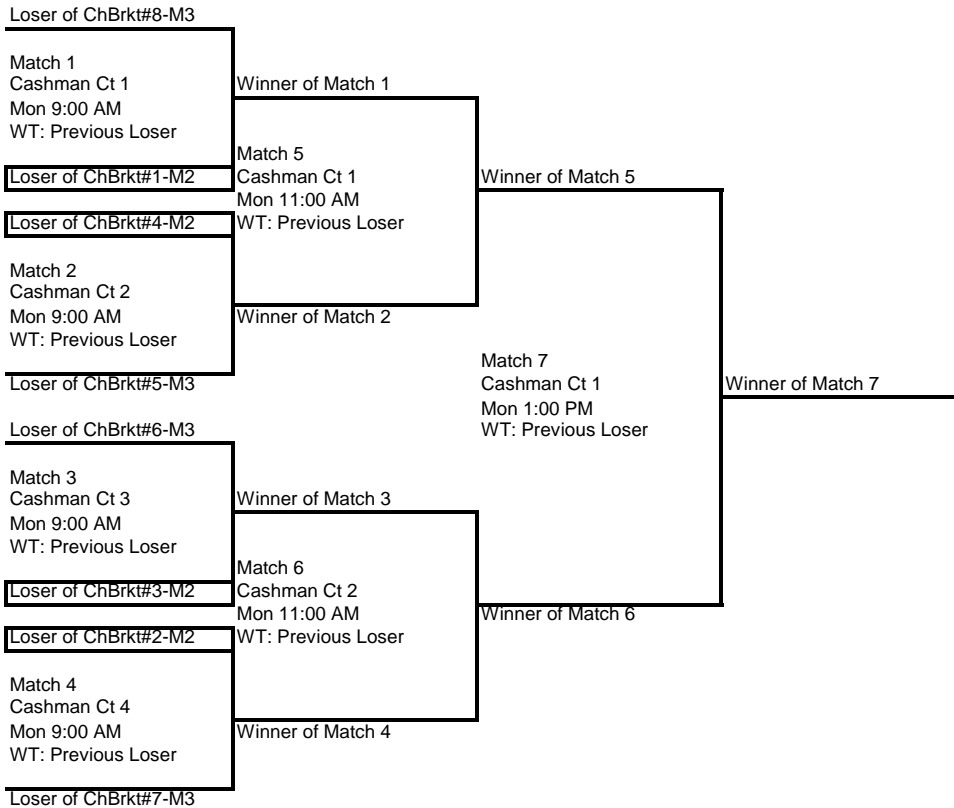 Loser of ChBrkt#8-M3
Match 1
Cashman Ct 1
Mon 9:00 AM
WT: Previous Loser
Loser of ChBrkt#1-M2
Winner of Match 1
Loser of ChBrkt#4-M2
Match 2
Cashman Ct 2
Mon 9:00 AM
WT: Previous Loser
Loser of ChBrkt#5-M3
Match 5
Cashman Ct 1
Mon 11:00 AM
WT: Previous Loser
Winner of Match 2
Winner of Match 5
Loser of ChBrkt#6-M3
Match 3
Cashman Ct 3
Mon 9:00 AM
WT: Previous Loser
Loser of ChBrkt#3-M2
Winner of Match 3
Loser of ChBrkt#2-M2
Match 4
Cashman Ct 4
Mon 9:00 AM
WT: Previous Loser
Loser of ChBrkt#7-M3
Match 6
Cashman Ct 2
Mon 11:00 AM
WT: Previous Loser
Winner of Match 4
Winner of Match 6
Match 7
Cashman Ct 1
Mon 1:00 PM
WT: Previous Loser
Winner of Match 7